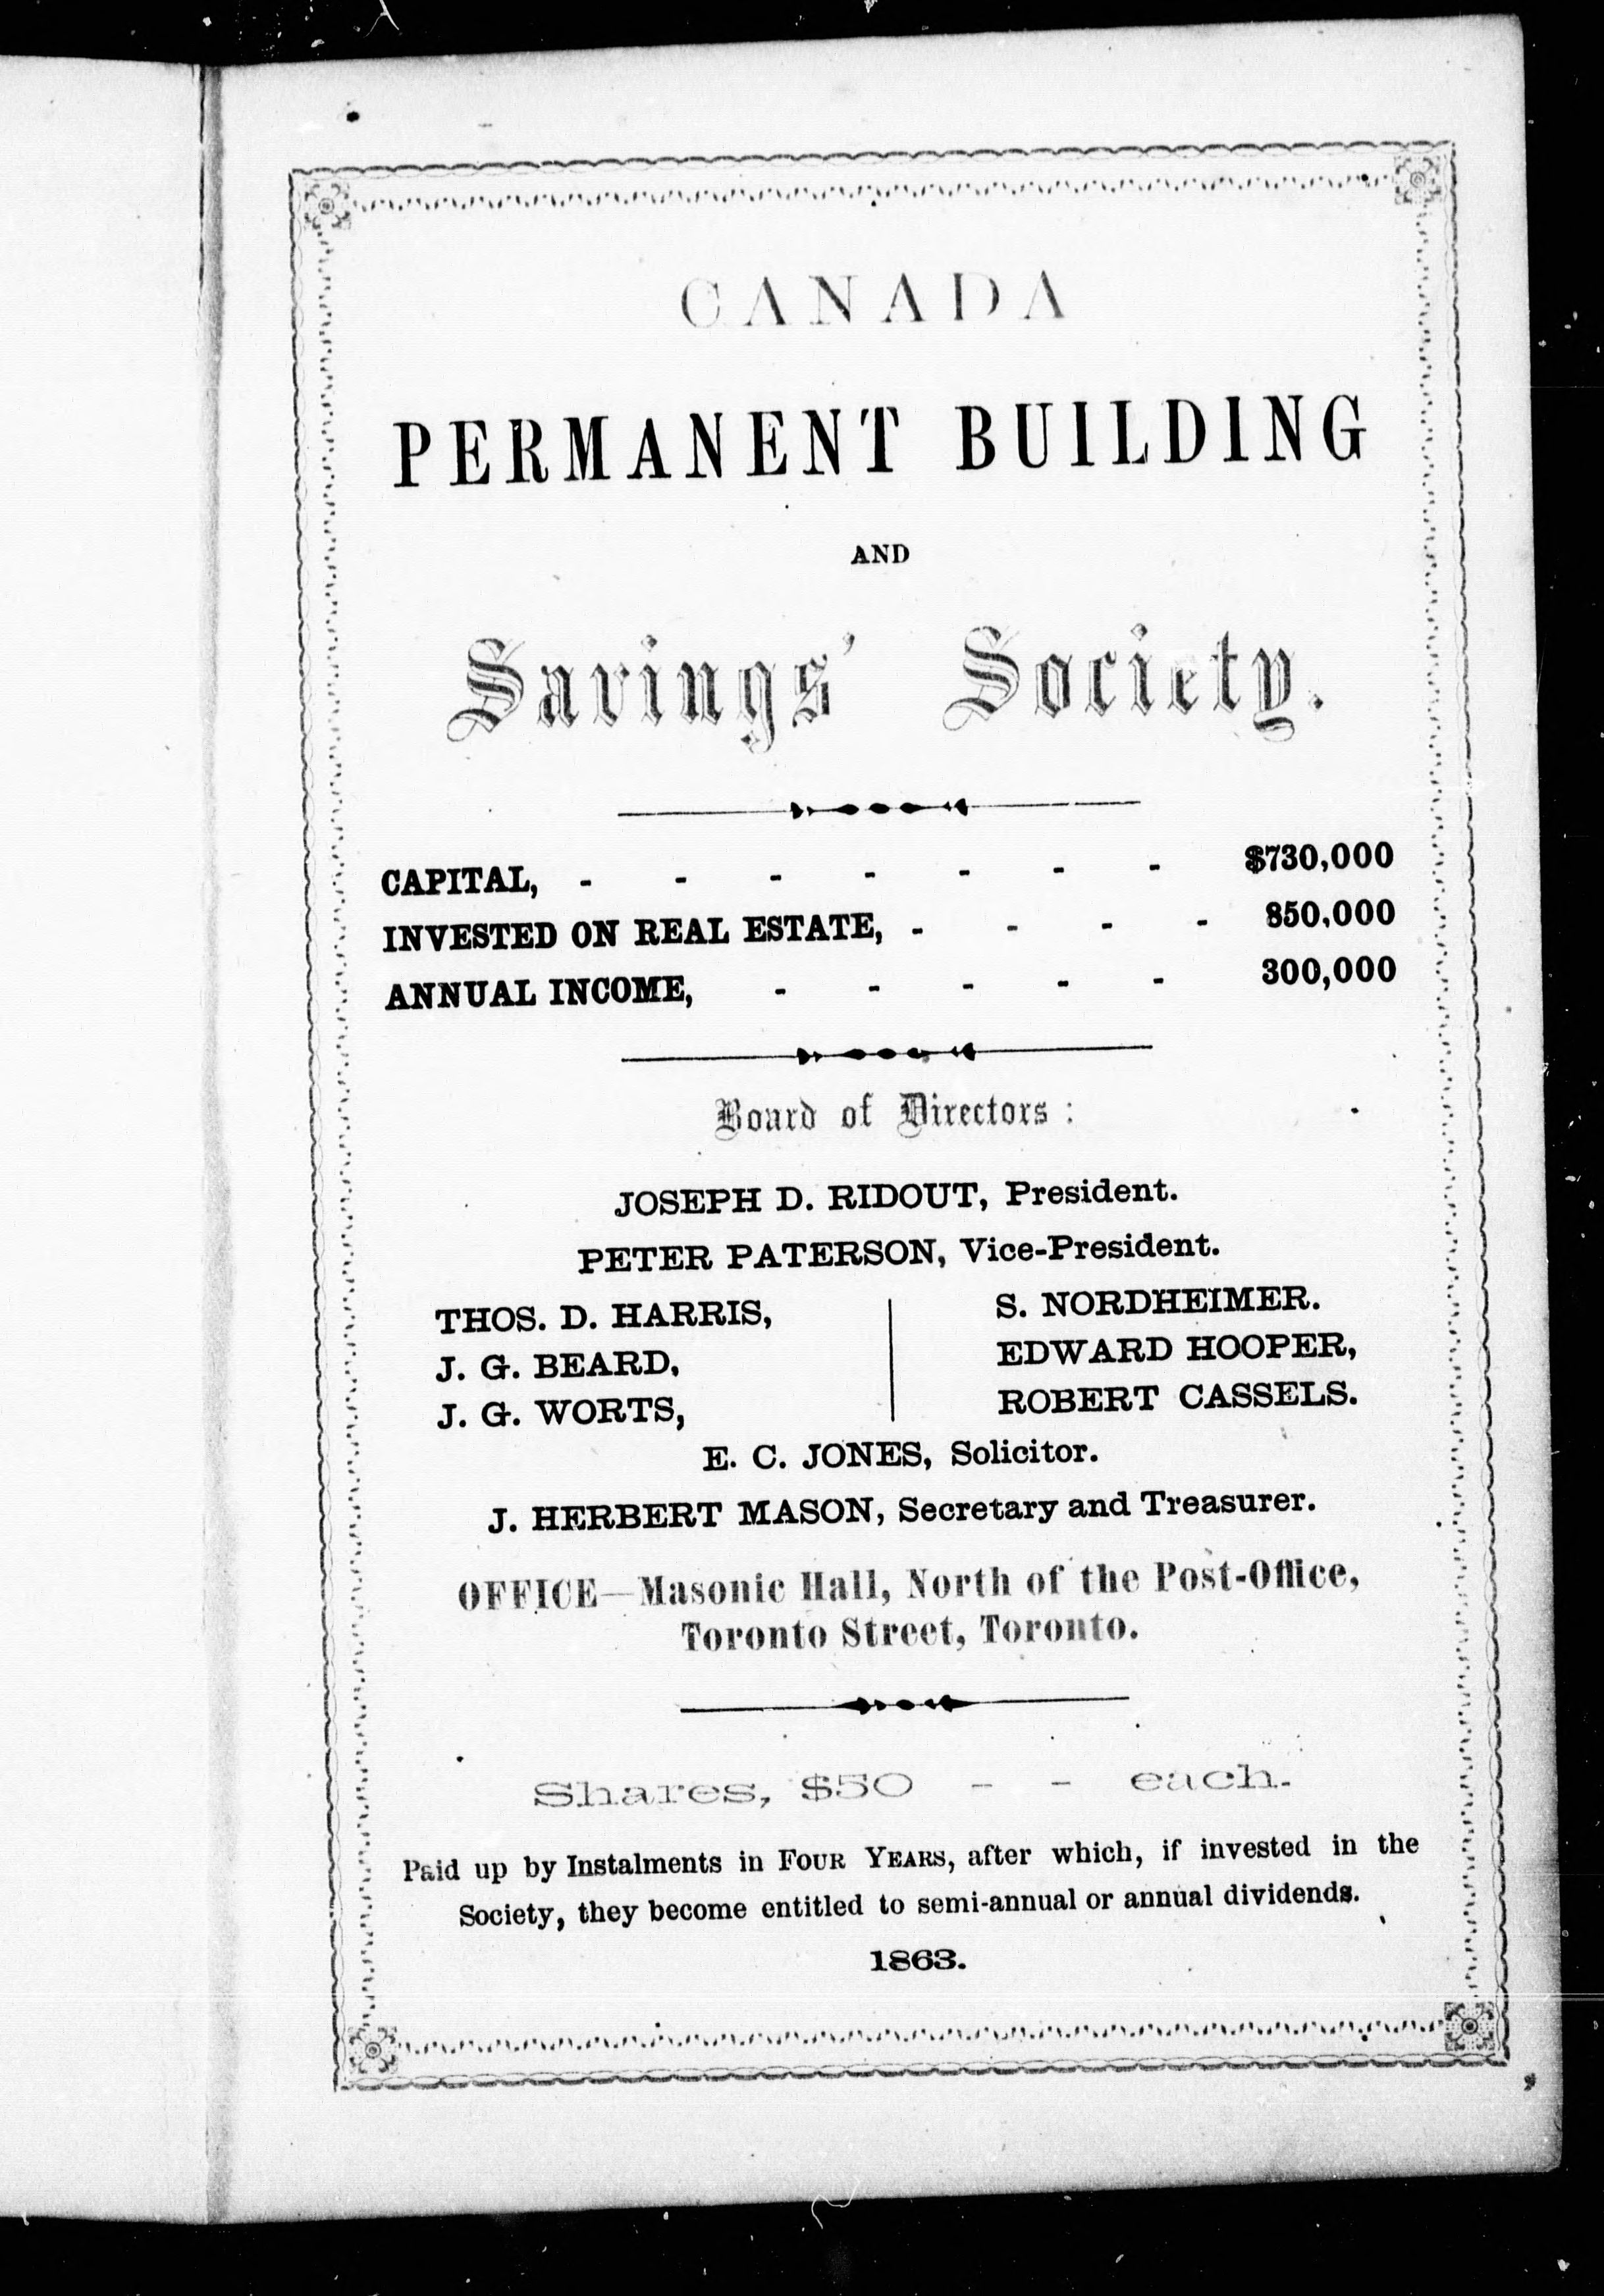 CANADA
PERMANENT BUILDING
AND
Savings' Society.
CAPITAL, - - - - - - - $730,000
INVESTED ON REAL ESTATE, - - - - 850,000
ANNUAL INCOME, - - - - - 300,000
Board of Directors :
JOSEPH D. RIDOUT, President.
PETER PATERSON, Vice-President.
THOS. D. HARRIS,
J. G. BEARD,
J. G. WORTS,
S. NORDHEIMER.
EDWARD HOOPER,
ROBERT CASSELS.
E. C. JONES, Solicitor.
J. HERBERT MASON, Secretary and Treasurer.
OFFICE—Masonic Hall, North of the Post-Office,
Toronto Street, Toronto.
Shares, $50 - - each.
Paid up by Instalments in FOUR YEARS, after which, if invested in the
Society, they become entitled to semi-annual or annual dividends.
1863.